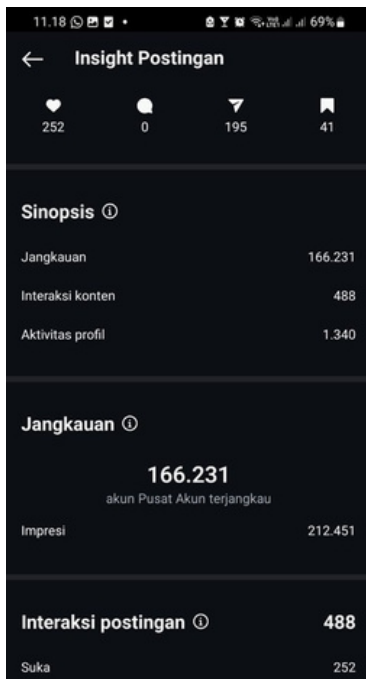 11.18 69%
Insight Postingan
252 0 195 41
Sinopsis
Jangkauan 166.231
Interaksi konten 488
Aktivitas profil 1.340
Jangkauan
166.231
akun Pusat Akun terjangkau
Impresi 212.451
Interaksi postingan 488
Suka 252